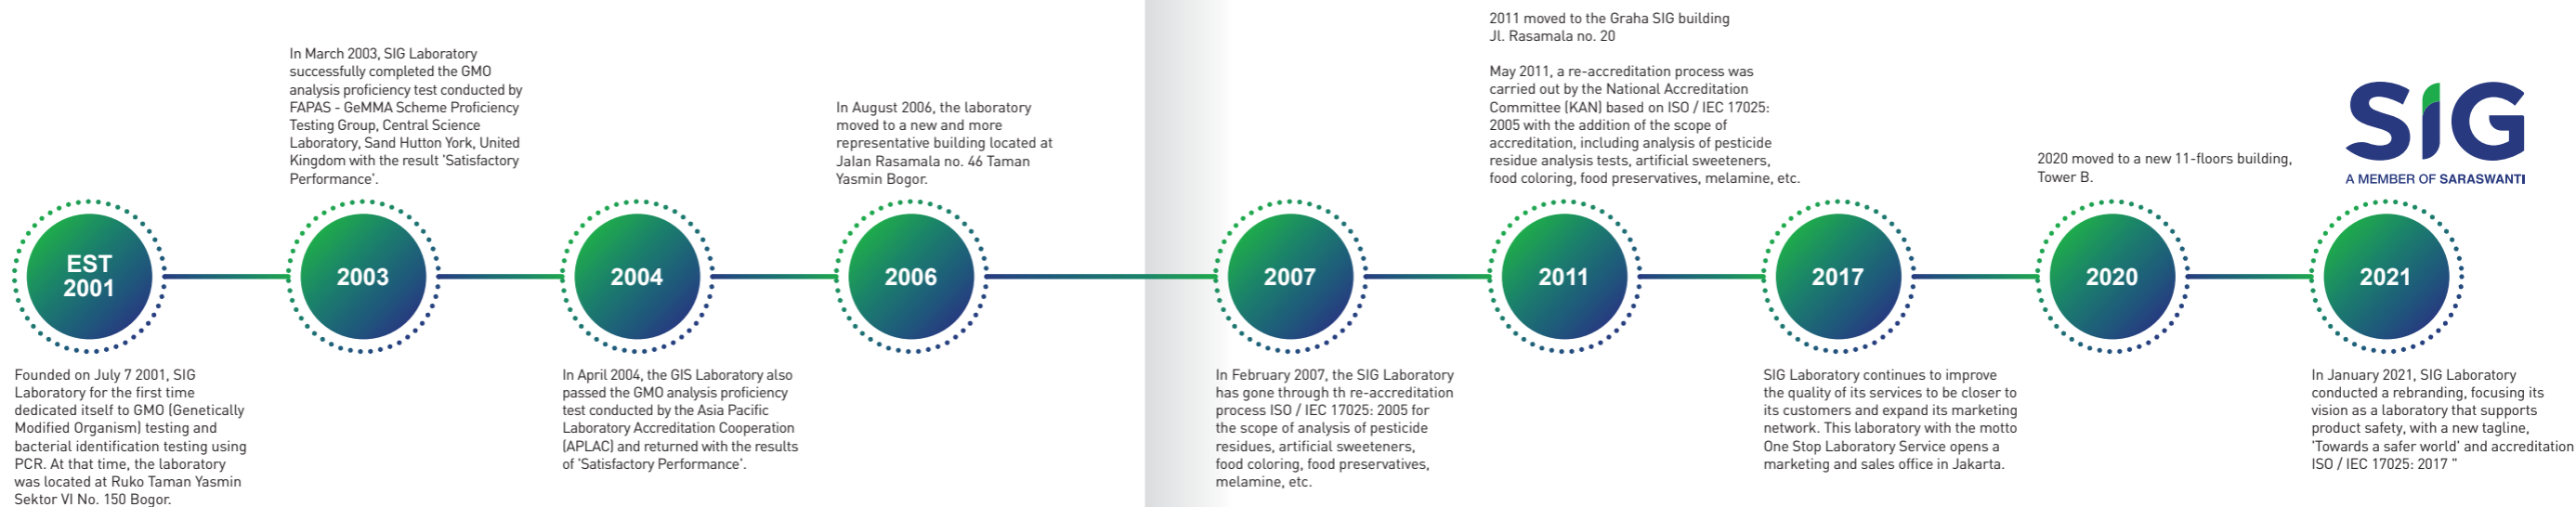 EST
2001
Founded on July 7 2001, SIG
Laboratory for the first time
dedicated itself to GMO (Genetically
Modified Organism) testing and
bacterial identification testing using
PCR. At that time, the laboratory
was located at Ruko Taman Yasmin
Sektor VI No. 150 Bogor.
In March 2003, SIG Laboratory
successfully completed the GMO
analysis proficiency test conducted by
FAPAS - GeMMA Scheme Proficiency
Testing Group, Central Science
Laboratory, Sand Hutton York, United
Kingdom with the result 'Satisfactory
Performance'.
2003
2004
In April 2004, the GIS Laboratory also
passed the GMO analysis proficiency
test conducted by the Asia Pacific
Laboratory Accreditation Cooperation
(APLAC) and returned with the results
of 'Satisfactory Performance'.
In August 2006, the laboratory
moved to a new and more
representative building located at
Jalan Rasamala no. 46 Taman
Yasmin Bogor.
2006
2007
In February 2007, the SIG Laboratory
has gone through th re-accreditation
process ISO / IEC 17025: 2005 for
the scope of analysis of pesticide
residues, artificial sweeteners,
food coloring, food preservatives,
melamine, etc.
2011 moved to the Graha SIG building
Jl. Rasamala no. 20
May 2011, a re-accreditation process was
carried out by the National Accreditation
Committee (KAN) based on ISO / IEC 17025:
2005 with the addition of the scope of
accreditation, including analysis of pesticide
residue analysis tests, artificial sweeteners,
food coloring, food preservatives, melamine, etc.
2011
2017
SIG Laboratory continues to improve
the quality of its services to be closer to
its customers and expand its marketing
network. This laboratory with the motto
One Stop Laboratory Service opens a
marketing and sales office in Jakarta.
2020 moved to a new 11-floors building,
Tower B.
2020
SIG
A MEMBER OF SARASWANTI
2021
In January 2021, SIG Laboratory
conducted a rebranding, focusing its
vision as a laboratory that supports
product safety, with a new tagline,
'Towards a safer world' and accreditation
ISO / IEC 17025: 2017 "